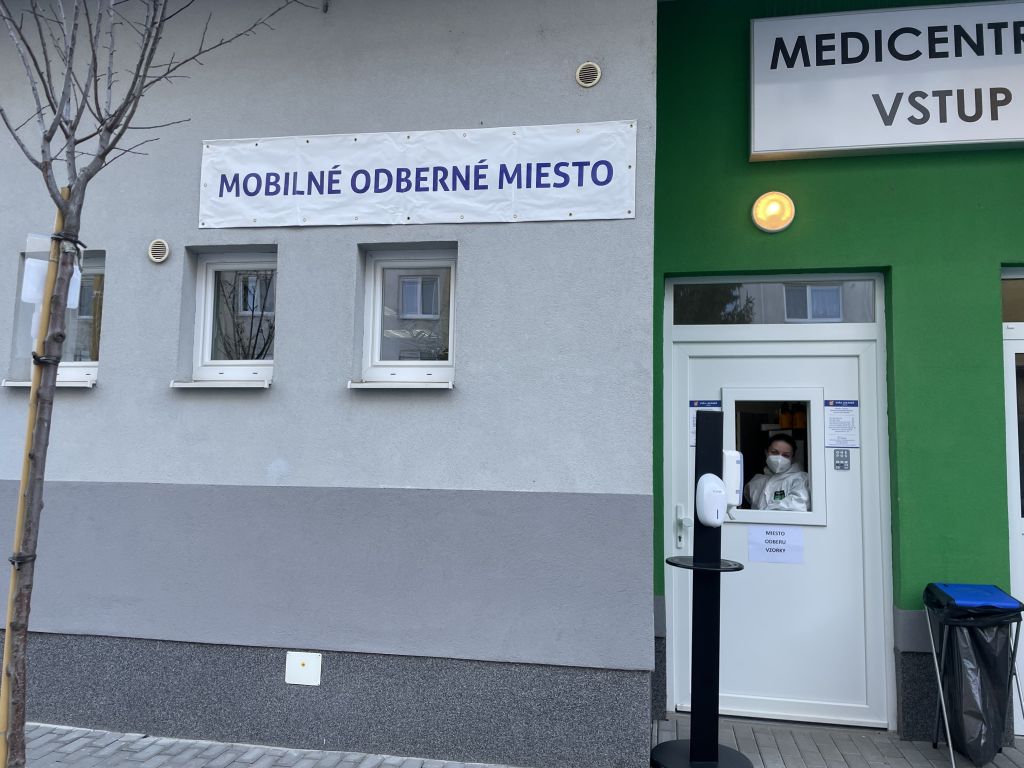 MOBILNÉ ODBERNÉ MIESTO
MEDICENTR
VSTUP
MIESTO
ODBERU
VZORKY